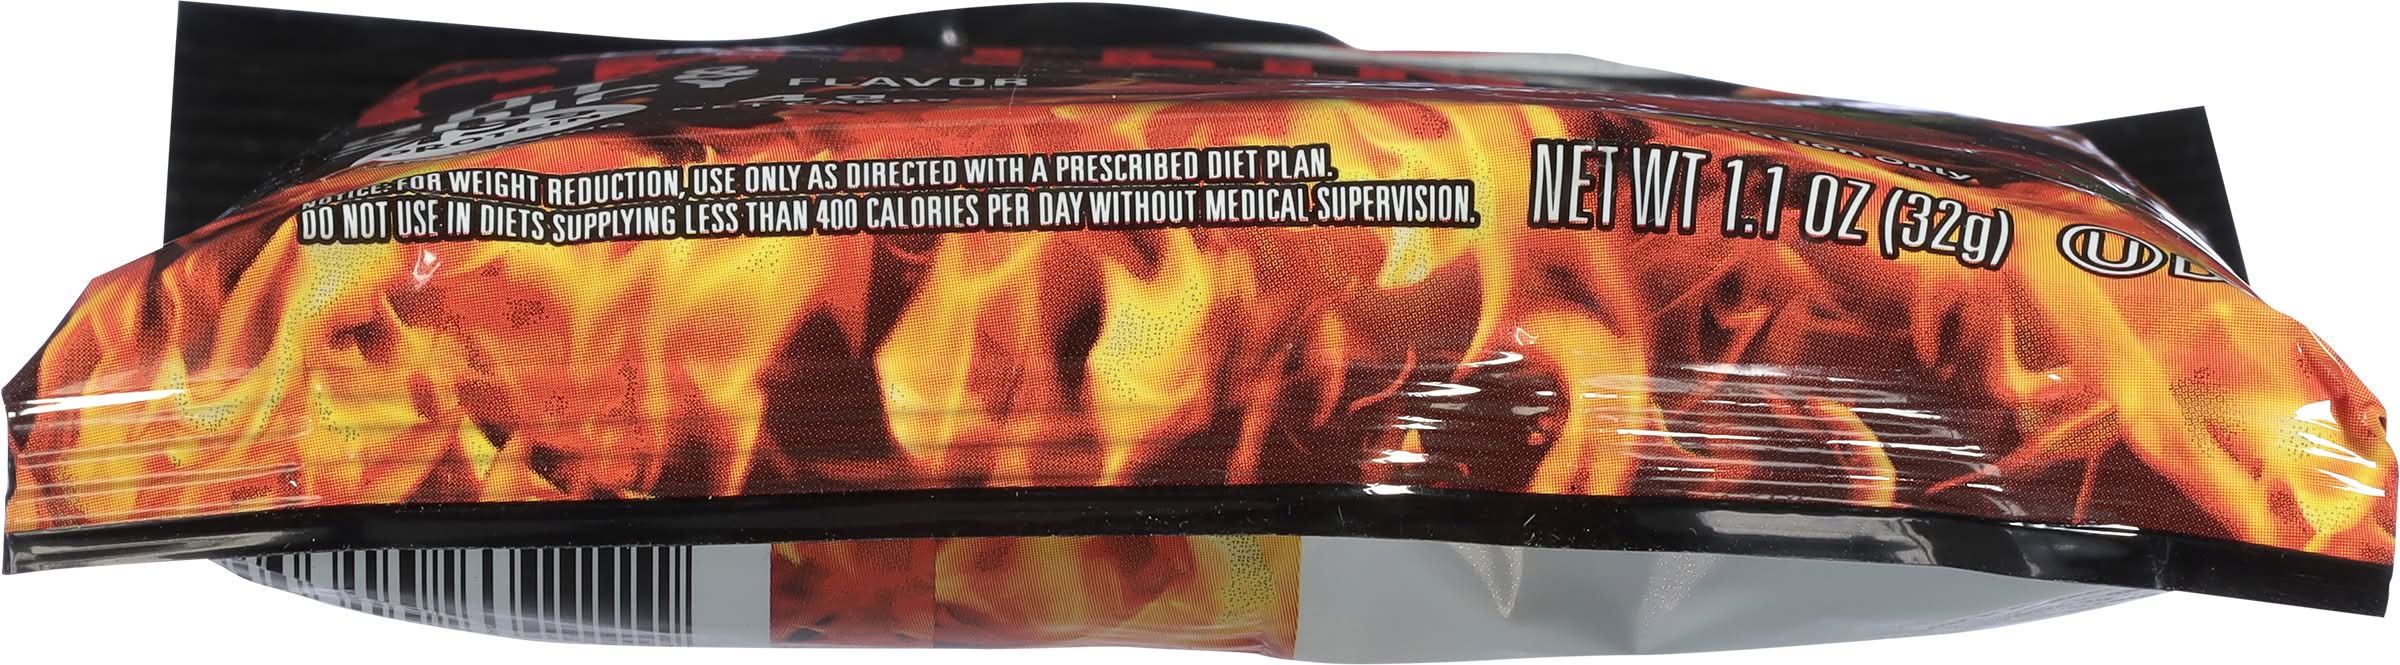 FLAVOR
NOTICE: FOR WEIGHT REDUCTION, USE ONLY AS DIRECTED WITH A PRESCRIBED DIET PLAN.
DO NOT USE IN DIETS SUPPLYING LESS THAN 400 CALORIES PER DAY WITHOUT MEDICAL SUPERVISION.
Only
NET WT 1.1 OZ (32g)
U D